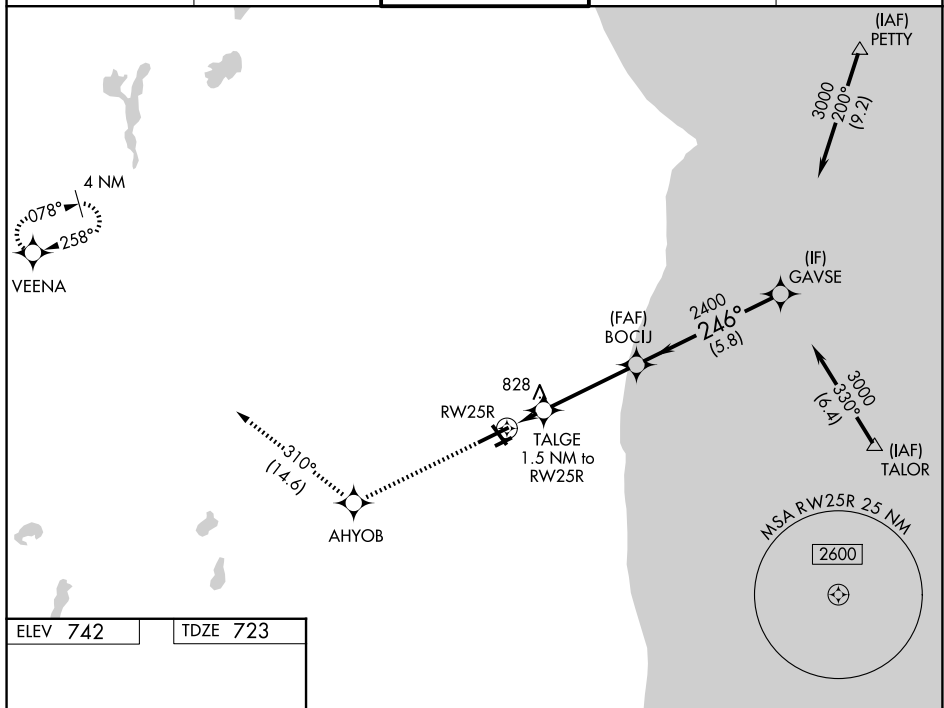 (IAF)
PETTY
3000
200°
(9.2)
4 NM
078°
258°
VEENA
(IF)
GAVSE
2400
246°
(5.8)
(FAF)
BOCIJ
828
RW25R
TALGE
1.5 NM to
RW25R
3000
330°
(6.4)
(IAF)
TALOR
310°
(14.6)
AHYOB
MSA RW25R 25 NM
2600
ELEV 742
TDZE 723